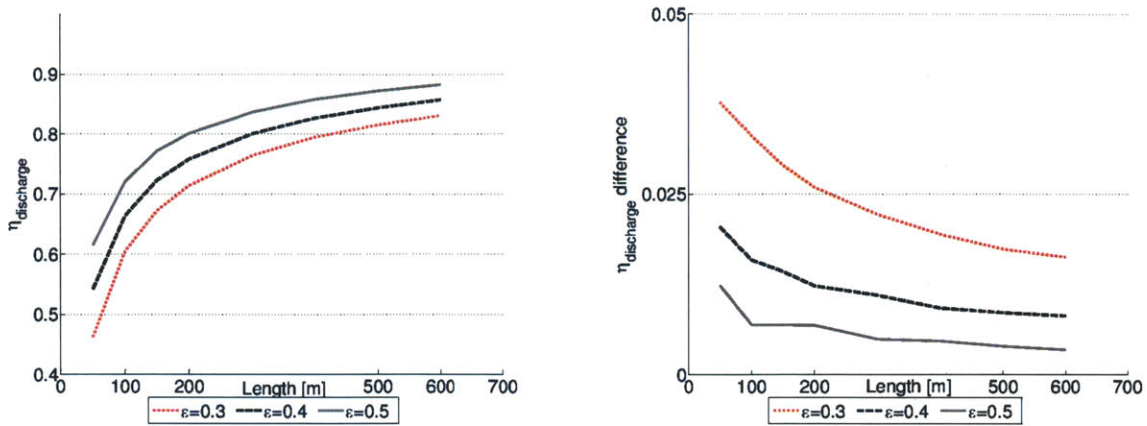 0.9
0.8
0.7
0.6
0.5
0.4
η discharge
0 100 200 Length [m] 500 600 700
ε=0.3 ε=0.4 ε=0.5
0.05
0.025
0
η discharge difference
0 100 200 Length [m] 500 600 700
ε=0.3 ε=0.4 ε=0.5